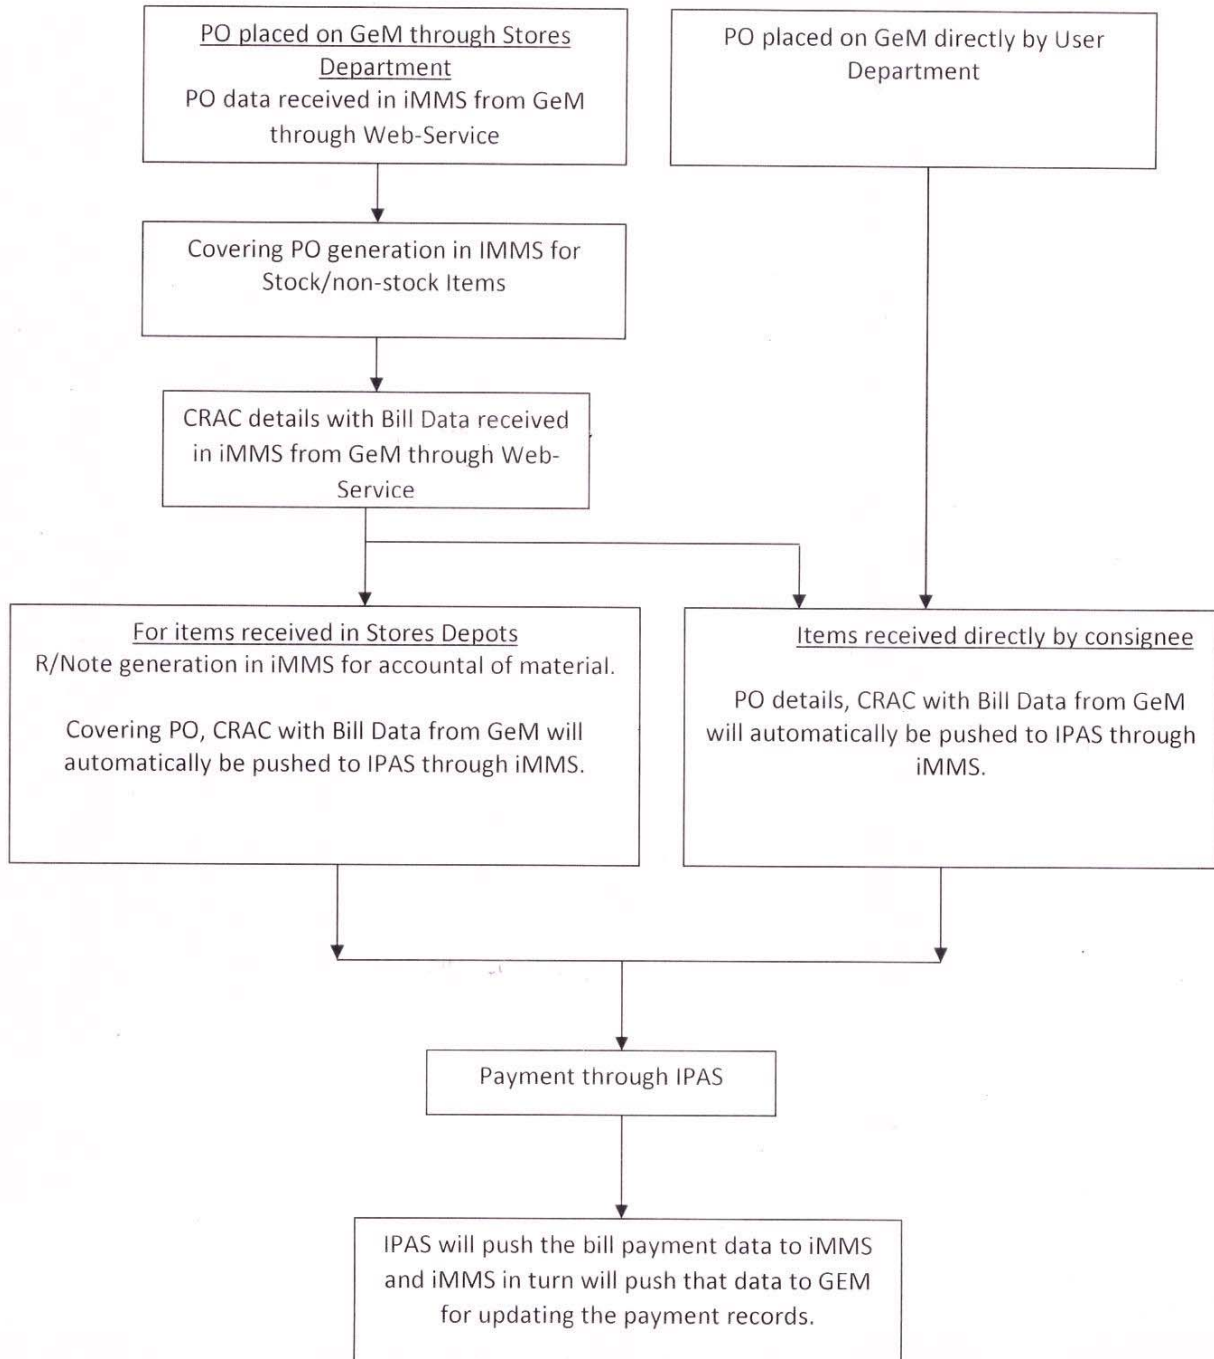 PO placed on GeM through Stores
Department
PO data received in iMMS from GeM
through Web-Service
PO placed on GeM directly by User
Department
Covering PO generation in IMMS for
Stock/non-stock Items
CRAC details with Bill Data received
in iMMS from GeM through Web-
Service
For items received in Stores Depots
R/Note generation in iMMS for accountal of material.
Covering PO, CRAC with Bill Data from GeM will
automatically be pushed to IPAS through iMMS.
Items received directly by consignee
PO details, CRAC with Bill Data from GeM
will automatically be pushed to IPAS through
iMMS.
Payment through IPAS
IPAS will push the bill payment data to iMMS
and iMMS in turn will push that data to GEM
for updating the payment records.